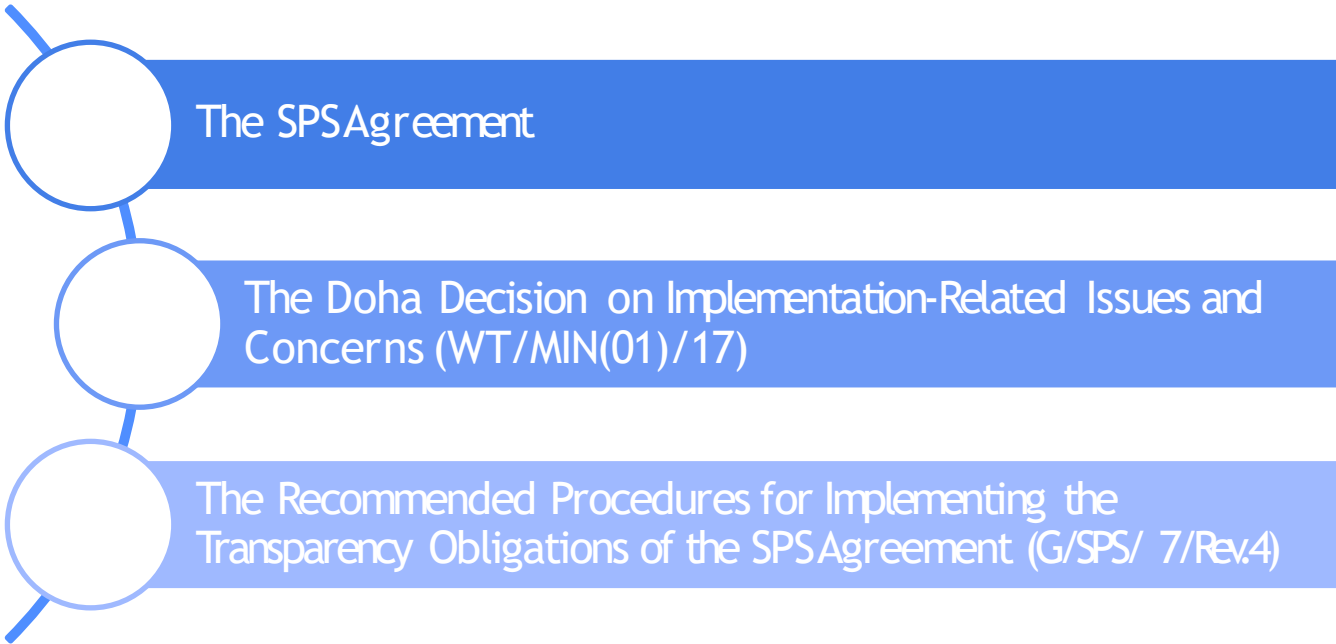 The SPS Agreement
The Doha Decision on Implementation-Related Issues and
Concerns (WT/MIN(01)/17)
The Recommended Procedures for Implementing the
Transparency Obligations of the SPS Agreement (G/SPS/ 7/Rev.4)